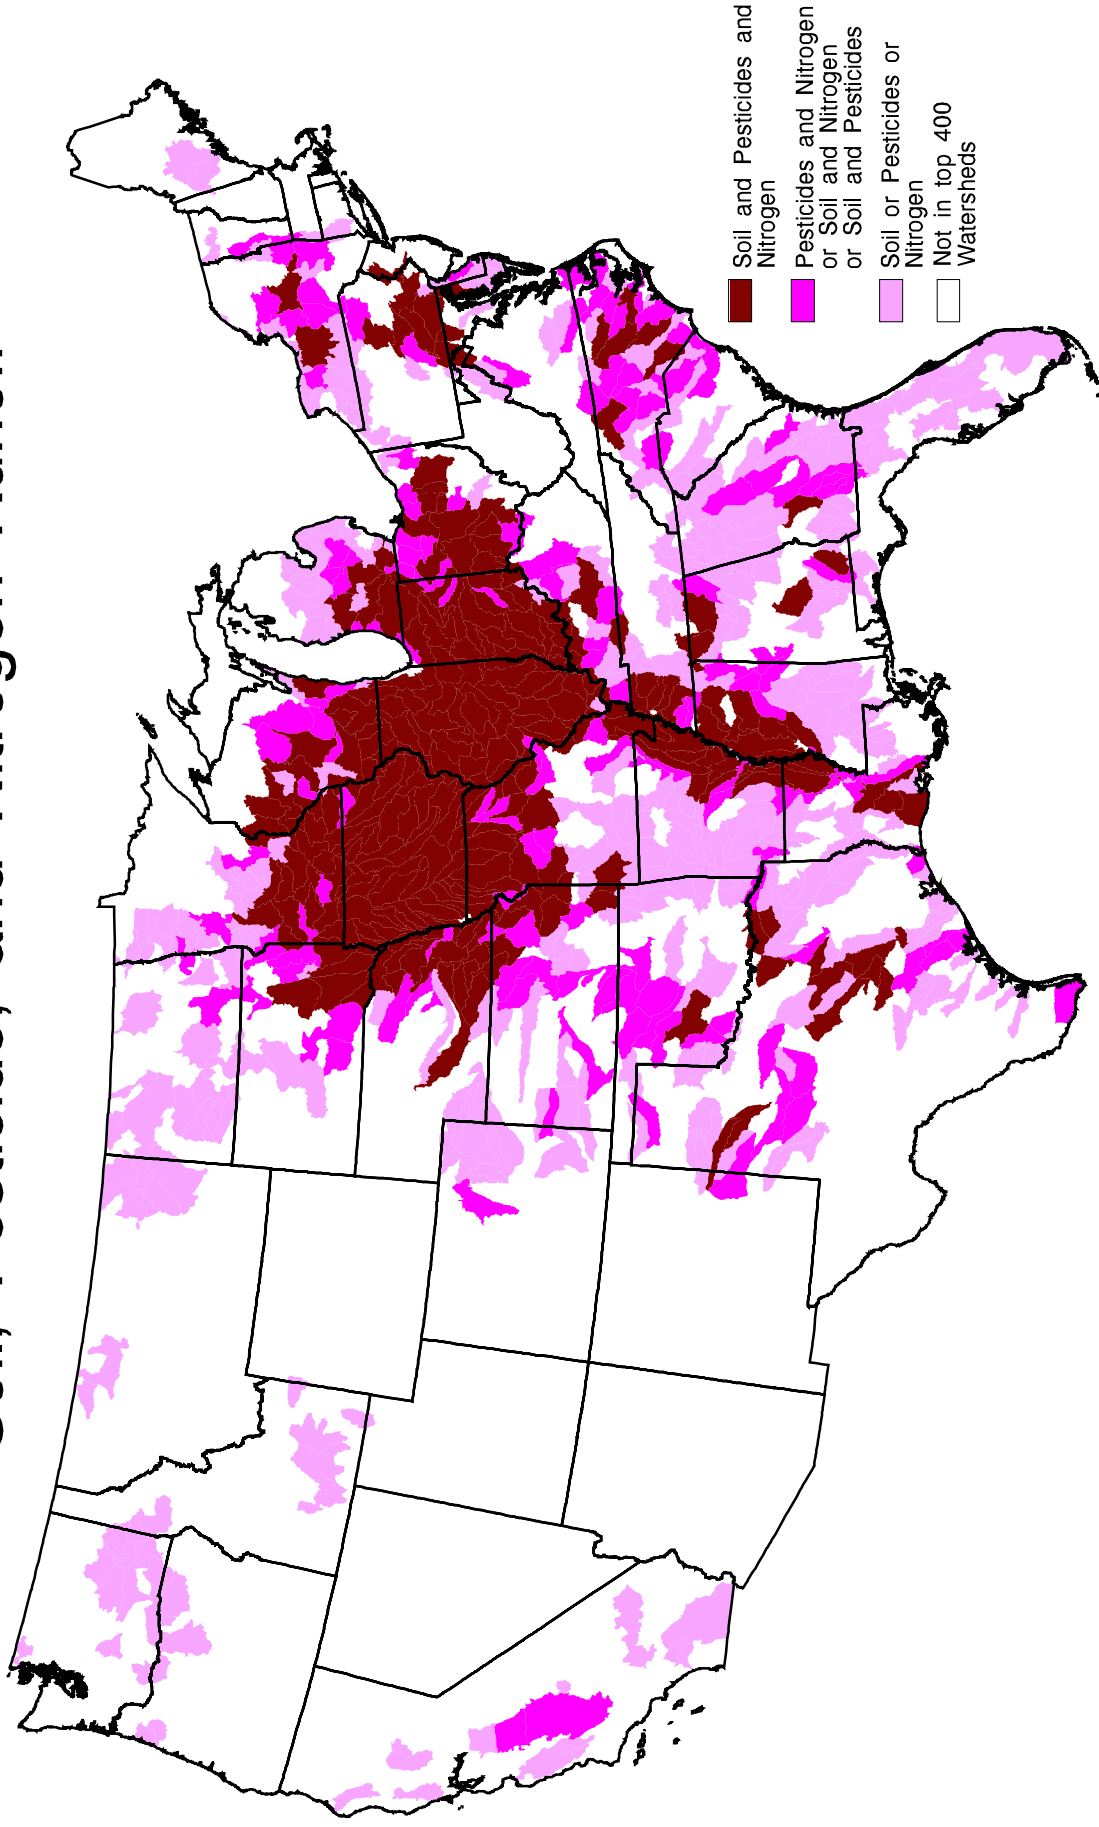 Soil and Pesticides and
Nitrogen
Pesticides and Nitrogen
or Soil and Nitrogen
or Soil and Pesticides
Soil or Pesticides or
Nitrogen
Not in top 400
Watersheds